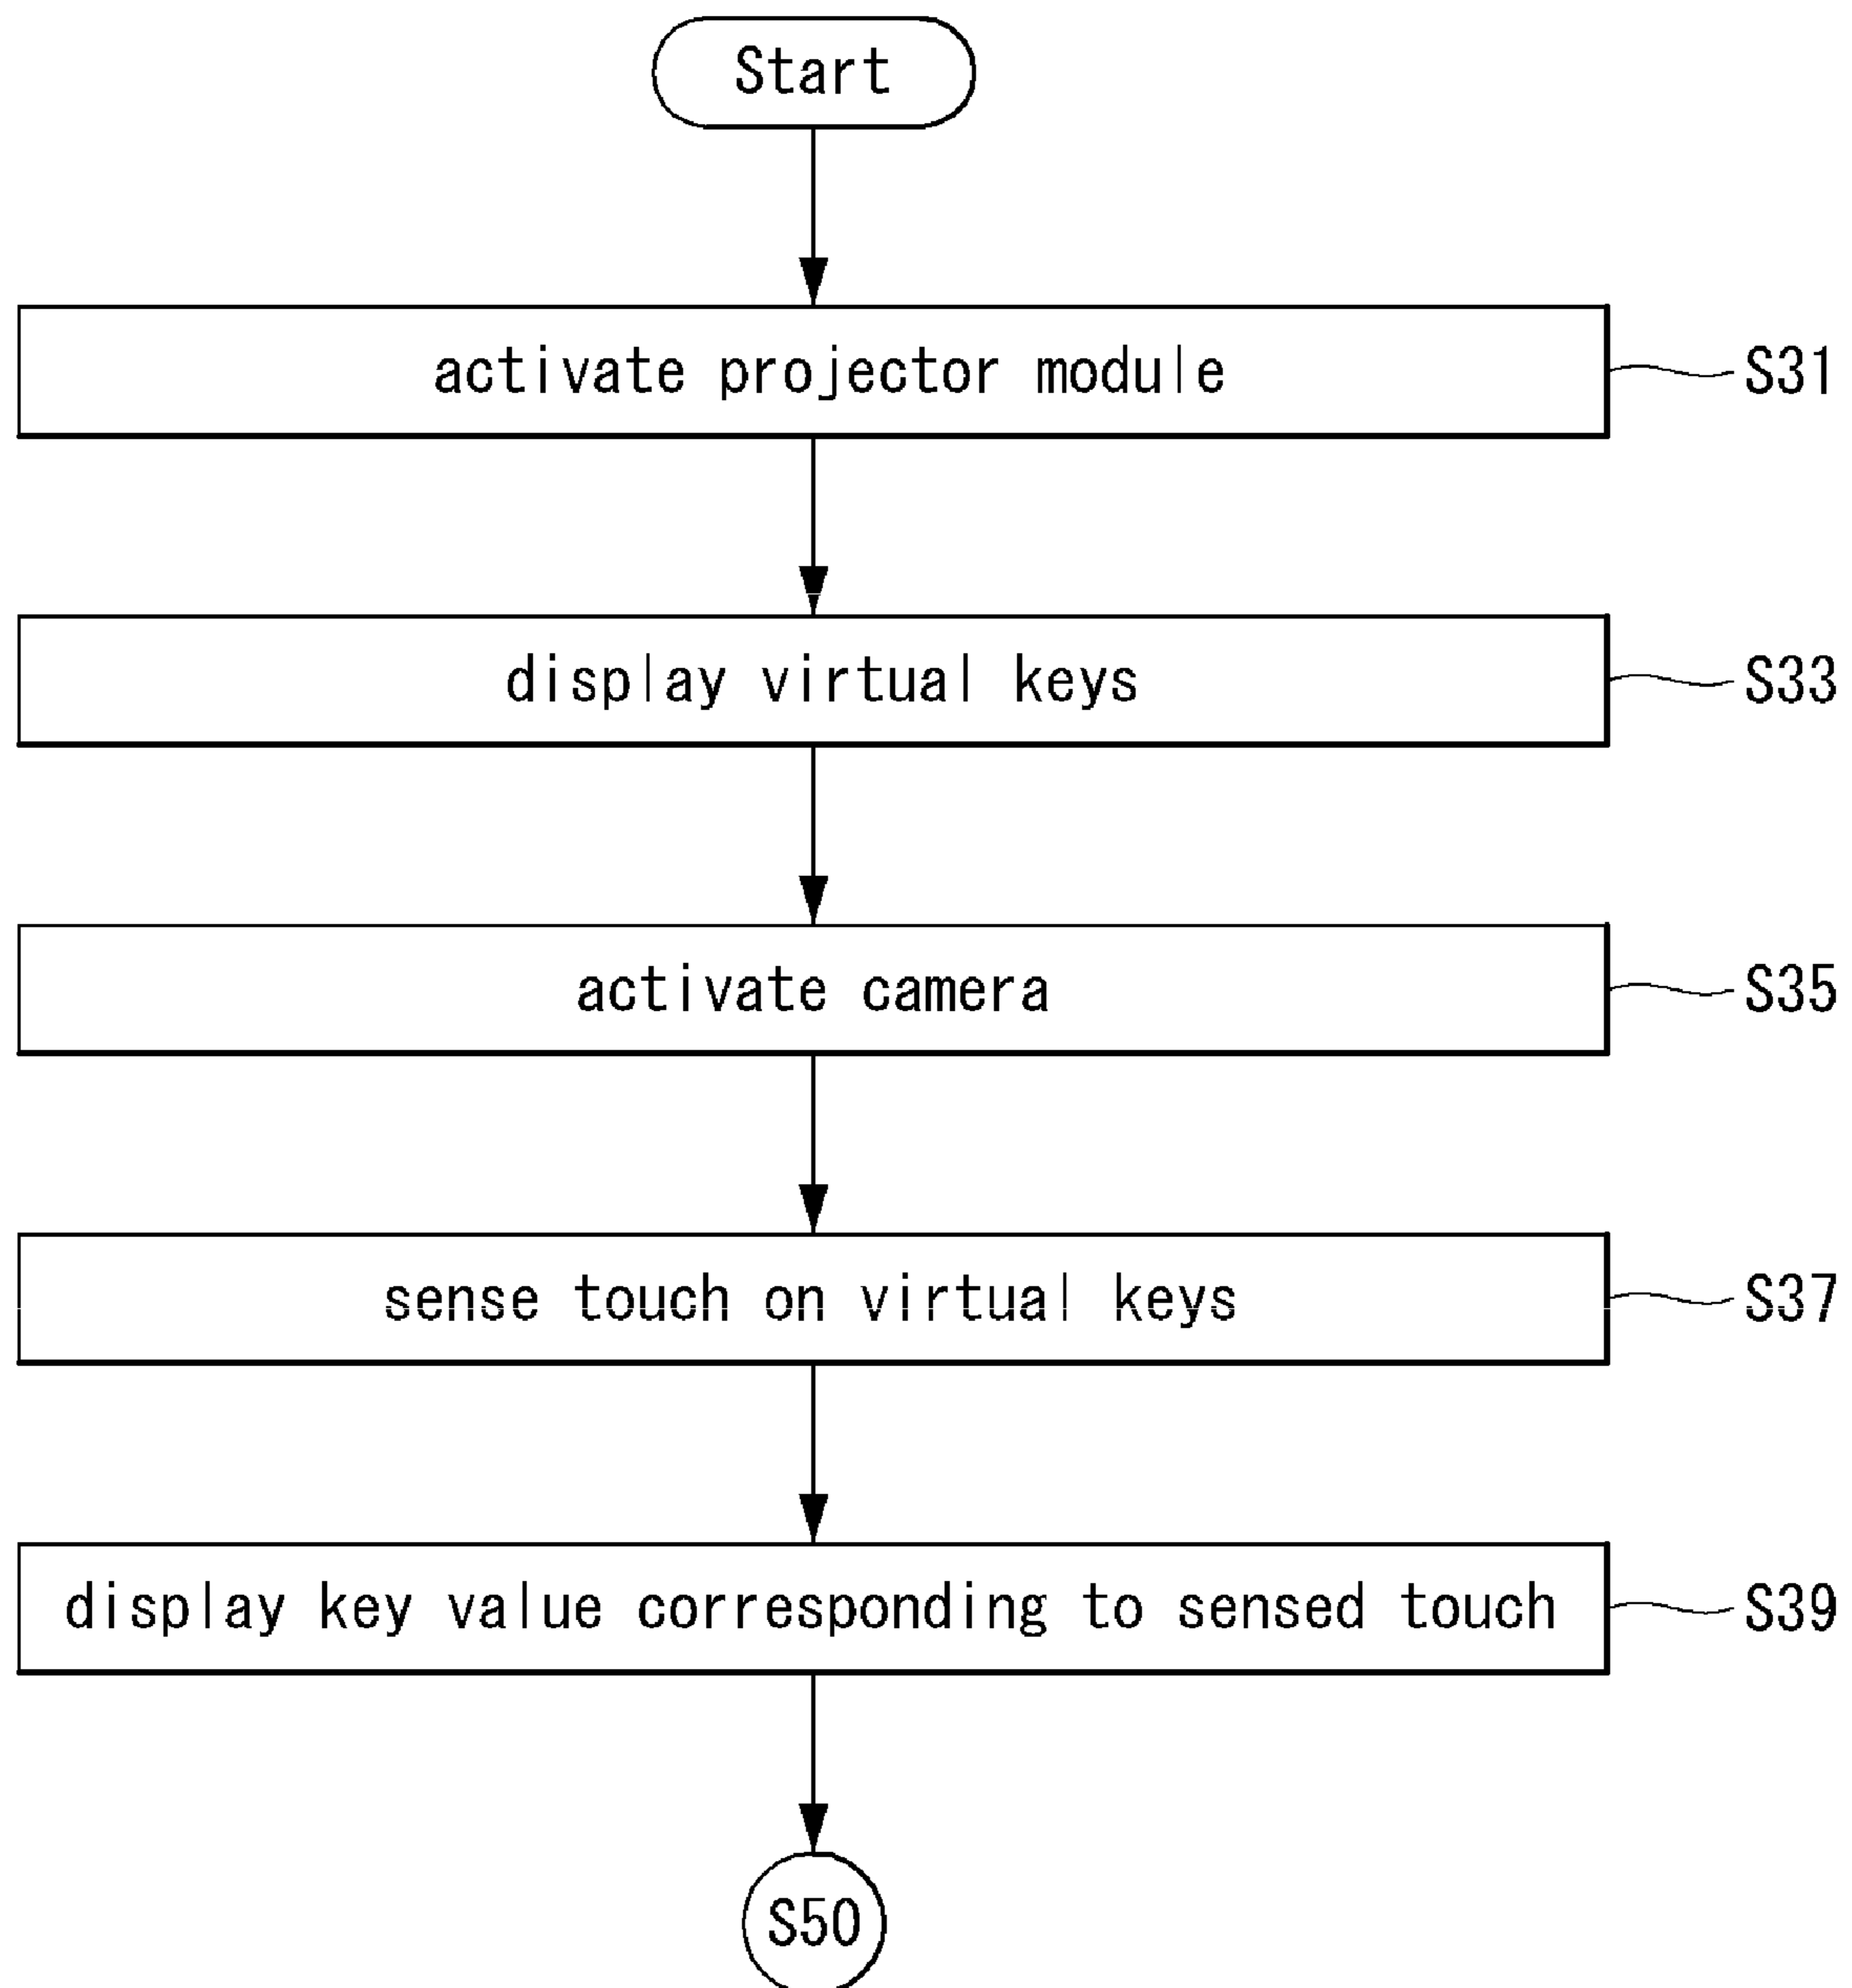 Start
activate projector module
S31
display virtual keys
S33
activate camera
S35
sense touch on virtual keys
S37
display key value corresponding to sensed touch
S39
S50